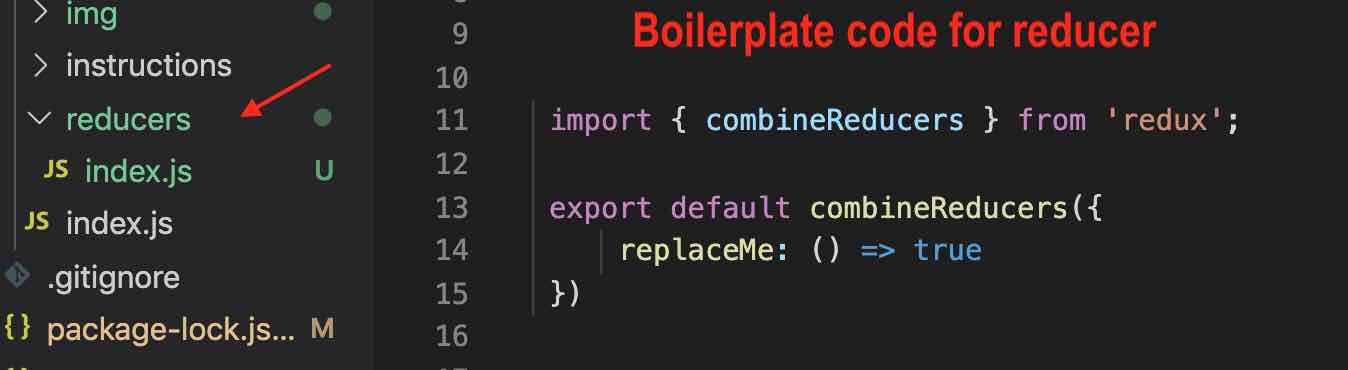 img
instructions
reducers
JS index.js U
JS index.js
.gitignore
{} package-lock.js... M
Boilerplate code for reducer
9
10
11 import { combineReducers } from 'redux';
12
13 export default combineReducers({
14 replaceMe: () => true
15 })
16